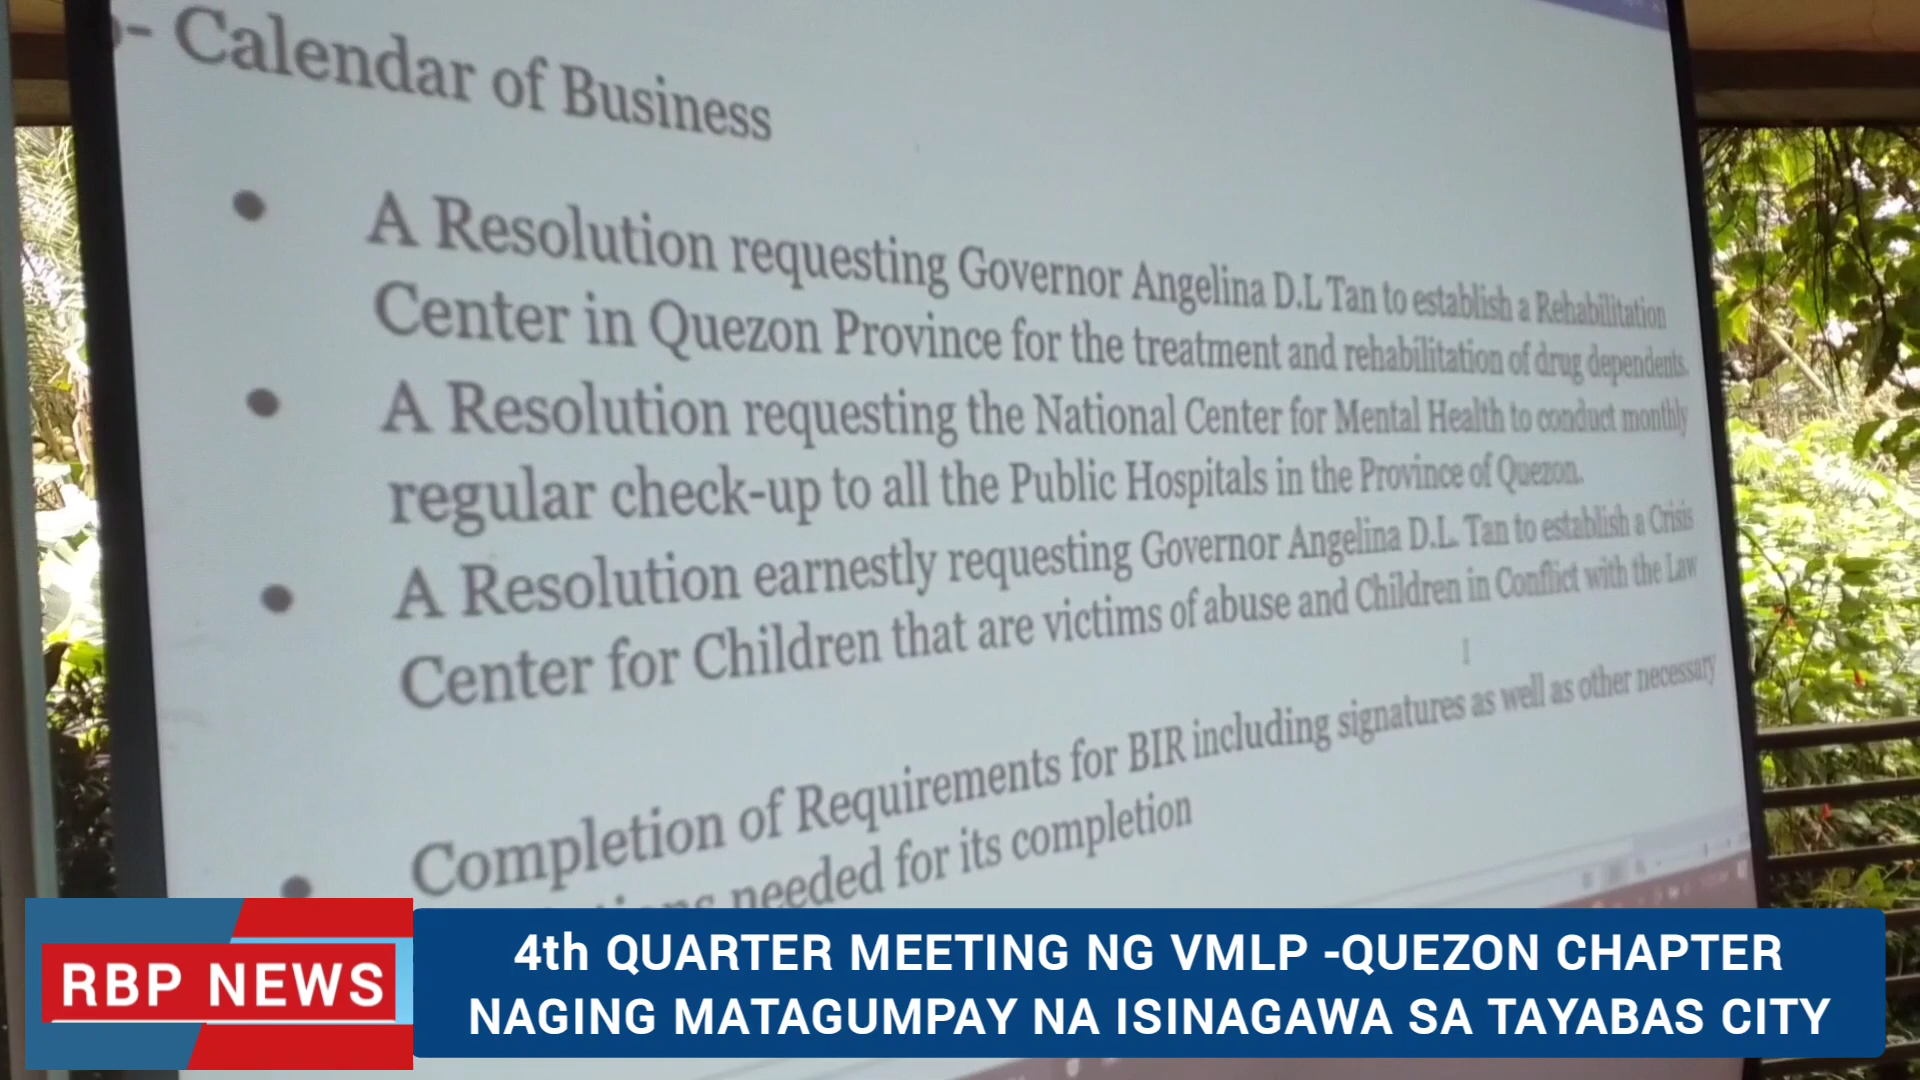 - Calendar of Business
A Resolution requesting Governor Angelina D.L Tan to establish a Rehabilitation
Center in Quezon Province for the treatment and rehabilitation of drug dependents.
A Resolution requesting the National Center for Mental Health to conduct monthly
regular check-up to all the Public Hospitals in the Province of Quezon.
A Resolution earnestly requesting Governor Angelina D.L. Tan to establish a Crisis
Center for Children that are victims of abuse and Children in Conflict with the Law
Completion of Requirements for BIR including signatures as well as other necessary
needed for its completion
RBP NEWS
4th QUARTER MEETING NG VMLP -QUEZON CHAPTER
NAGING MATAGUMPAY NA ISINAGAWA SA TAYABAS CITY